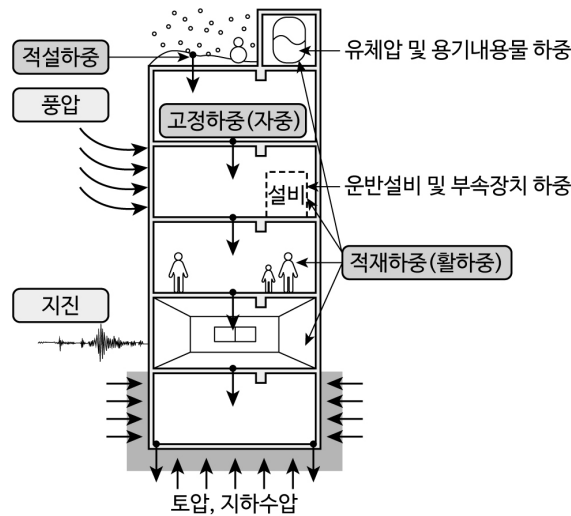 유체압 및 용기내용물 하중
적설하중
풍압
고정하중(자중)
설비
운반설비 및 부속장치 하중
적재하중(활하중)
지진
토압, 지하수압